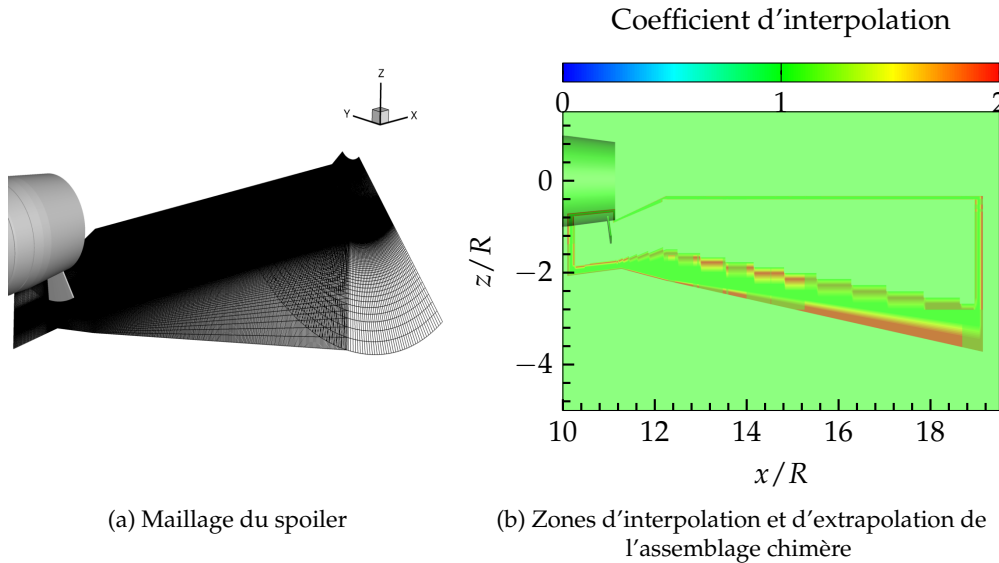 Coefficient d'interpolation
Z
Y X
0 1 2
0
−2
−4
z/R
10 12 14 16 18
x/R
(a) Maillage du spoiler
(b) Zones d'interpolation et d'extrapolation de
l'assemblage chimère